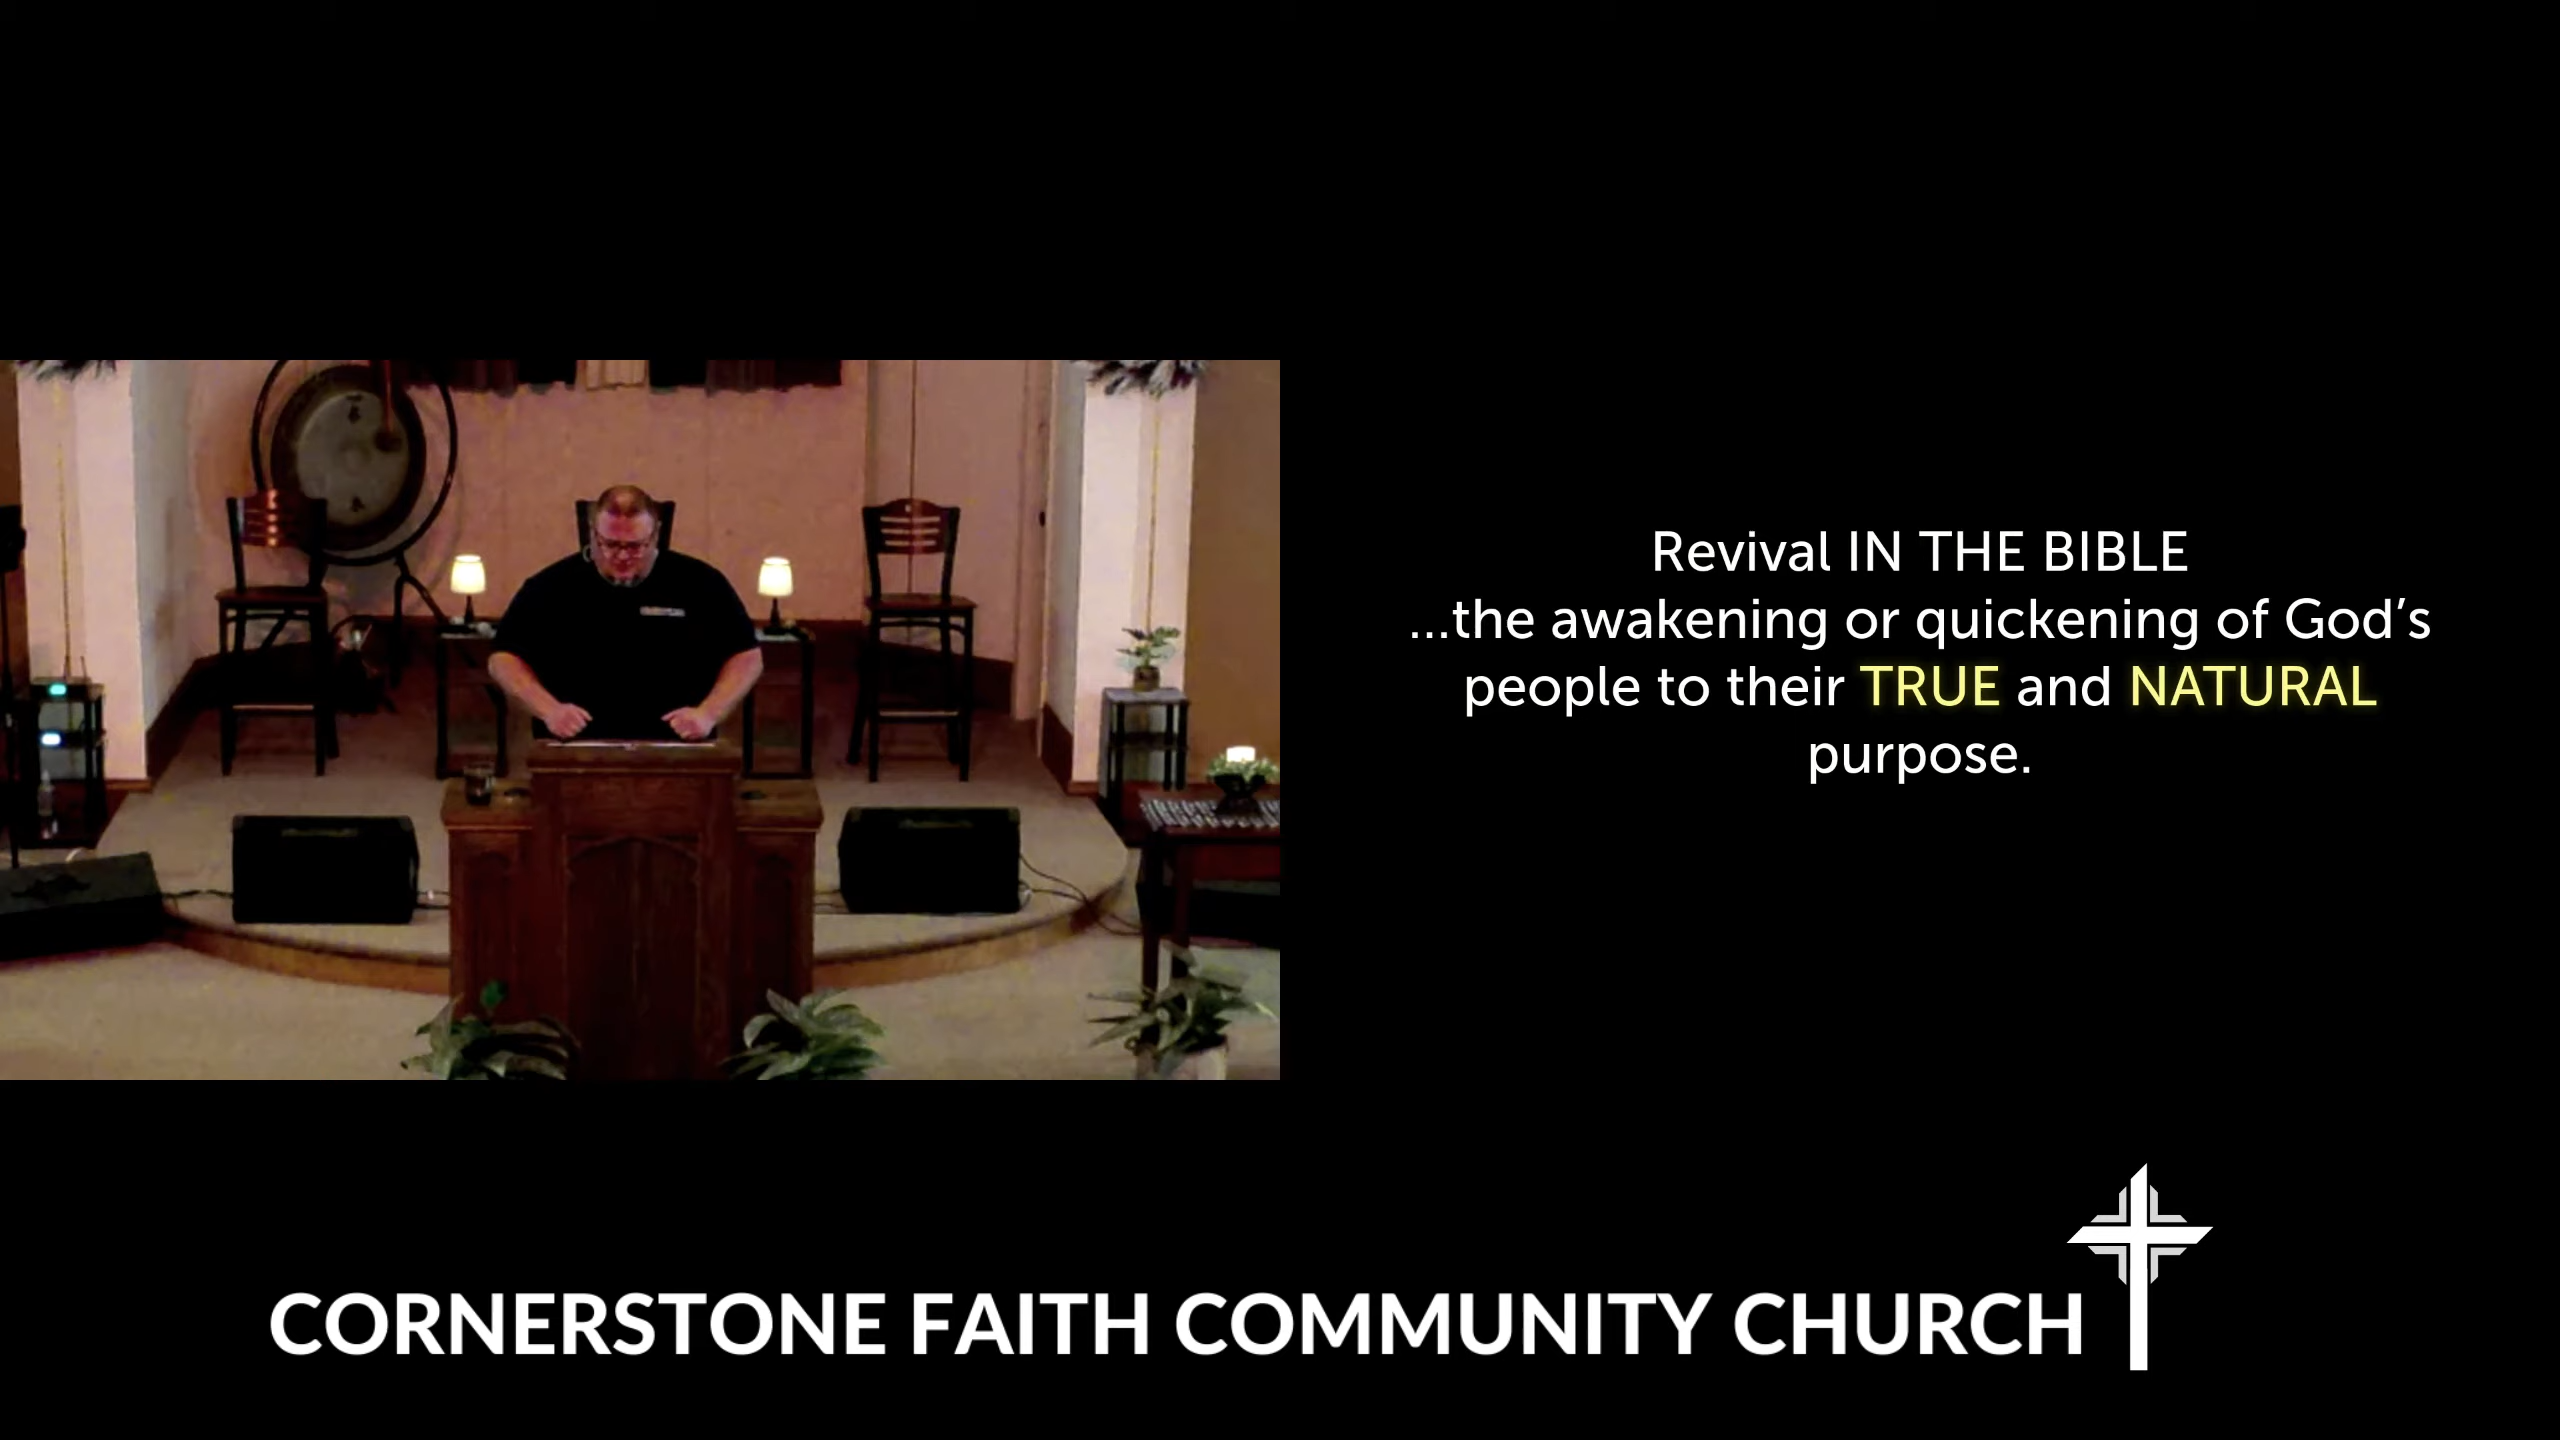 Revival IN THE BIBLE
...the awakening or quickening of God’s
people to their TRUE and NATURAL
purpose.
CORNERSTONE FAITH COMMUNITY CHURCH